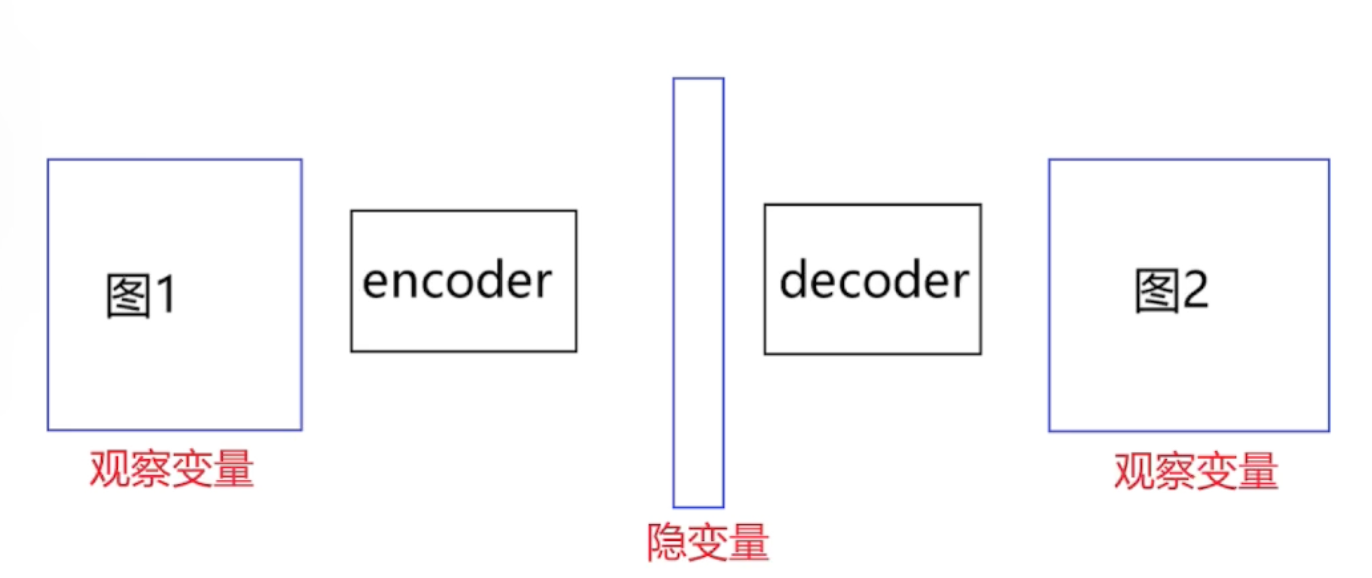 图1
encoder
decoder
图2
观察变量
隐变量
观察变量